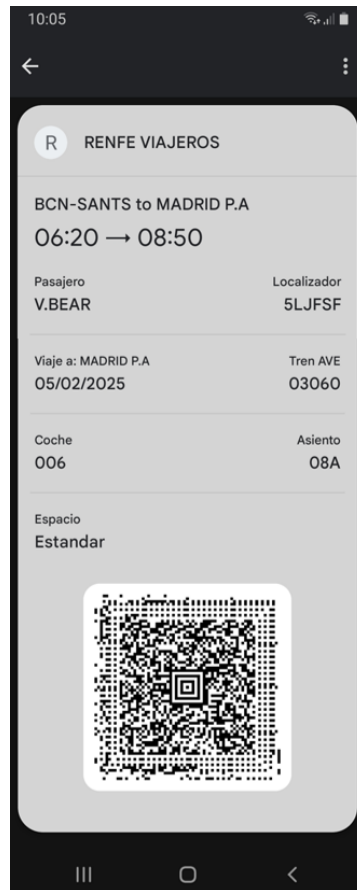 10:05
R RENFE VIAJEROS
BCN-SANTS to MADRID P.A
06:20 → 08:50
Pasajero Localizador
V.BEAR 5LJFSF
Viaje a: MADRID P.A Tren AVE
05/02/2025 03060
Coche Asiento
006 08A
Espacio
Estandar